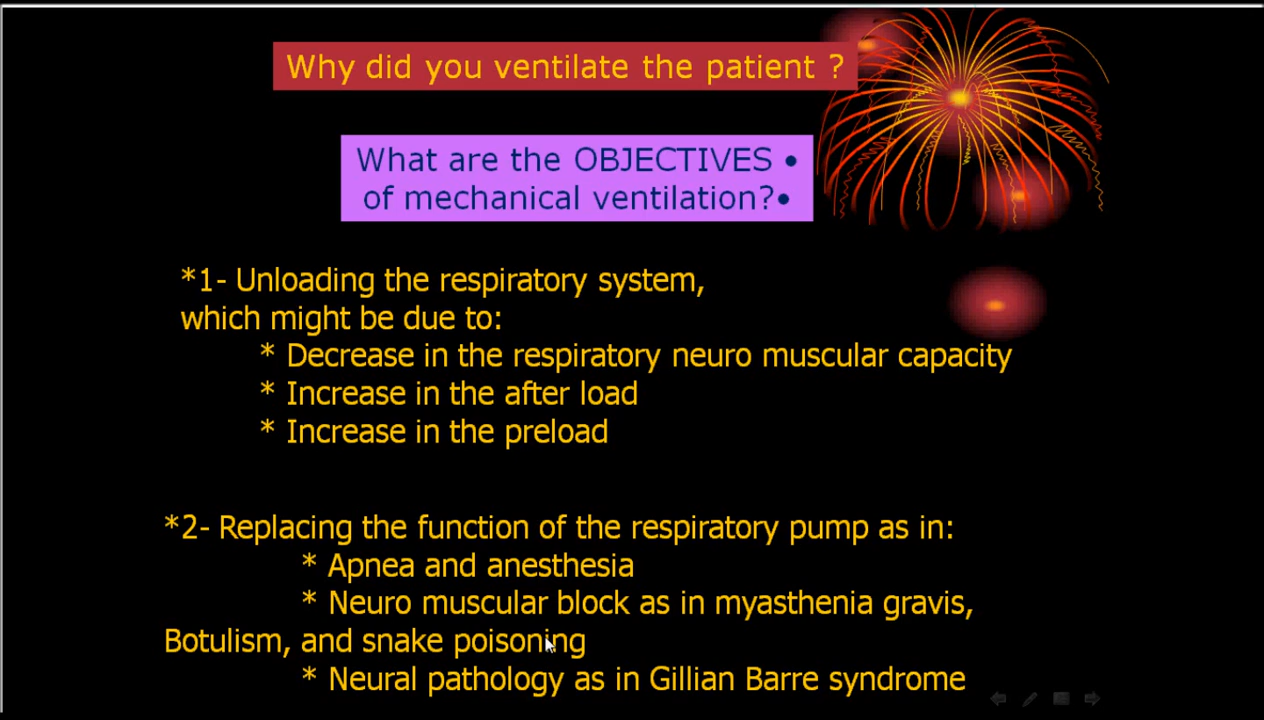 Why did you ventilate the patient ?
What are the OBJECTIVES •
of mechanical ventilation?•
*1- Unloading the respiratory system,
which might be due to:
* Decrease in the respiratory neuro muscular capacity
* Increase in the after load
* Increase in the preload
*2- Replacing the function of the respiratory pump as in:
* Apnea and anesthesia
* Neuro muscular block as in myasthenia gravis,
Botulism, and snake poisoning
* Neural pathology as in Gillian Barre syndrome